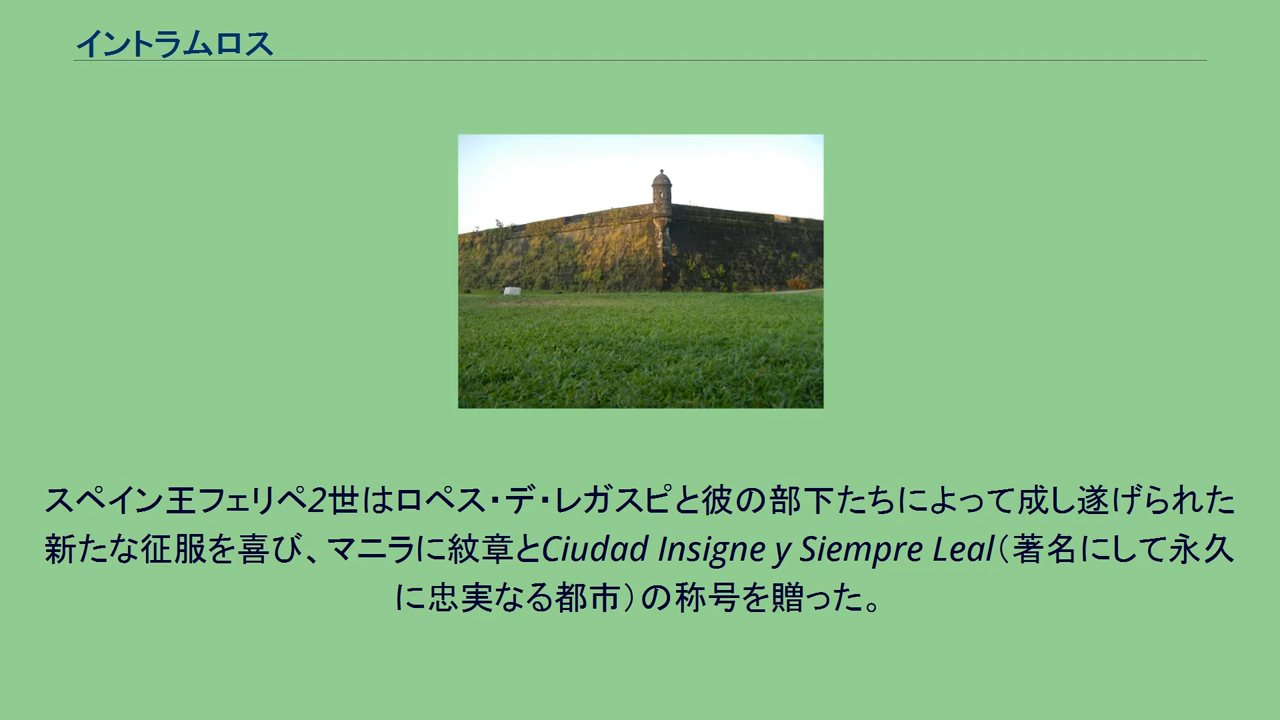 イントラムロス
スペイン王フェリペ2世はロペス・デ・レガスピと彼の部下たちによって成し遂げられた
新たな征服を喜び、マニラに紋章とCiudad Insigne y Siempre Leal（著名にして永久
に忠実なる都市）の称号を贈った。